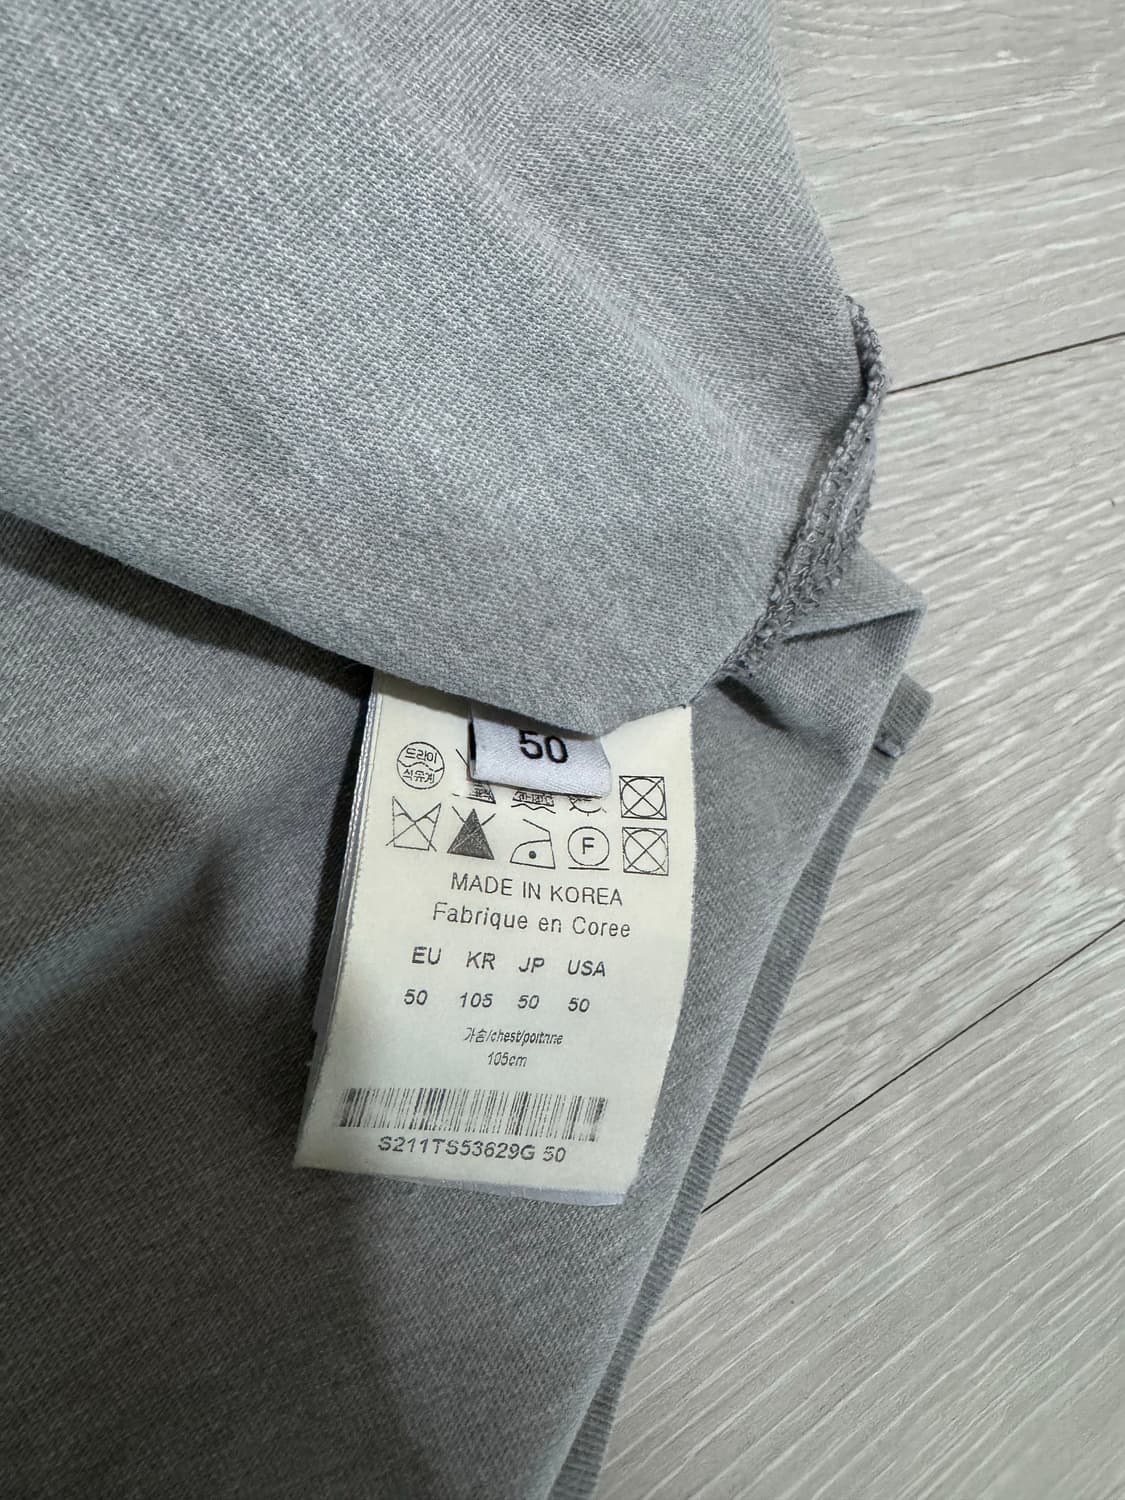 50
드라이
석유계
F
MADE IN KOREA
Fabrique en Coree
EU KR JP USA
50 105 50 50
가슴/chest/poitrine
105cm
S211TS53629G 50